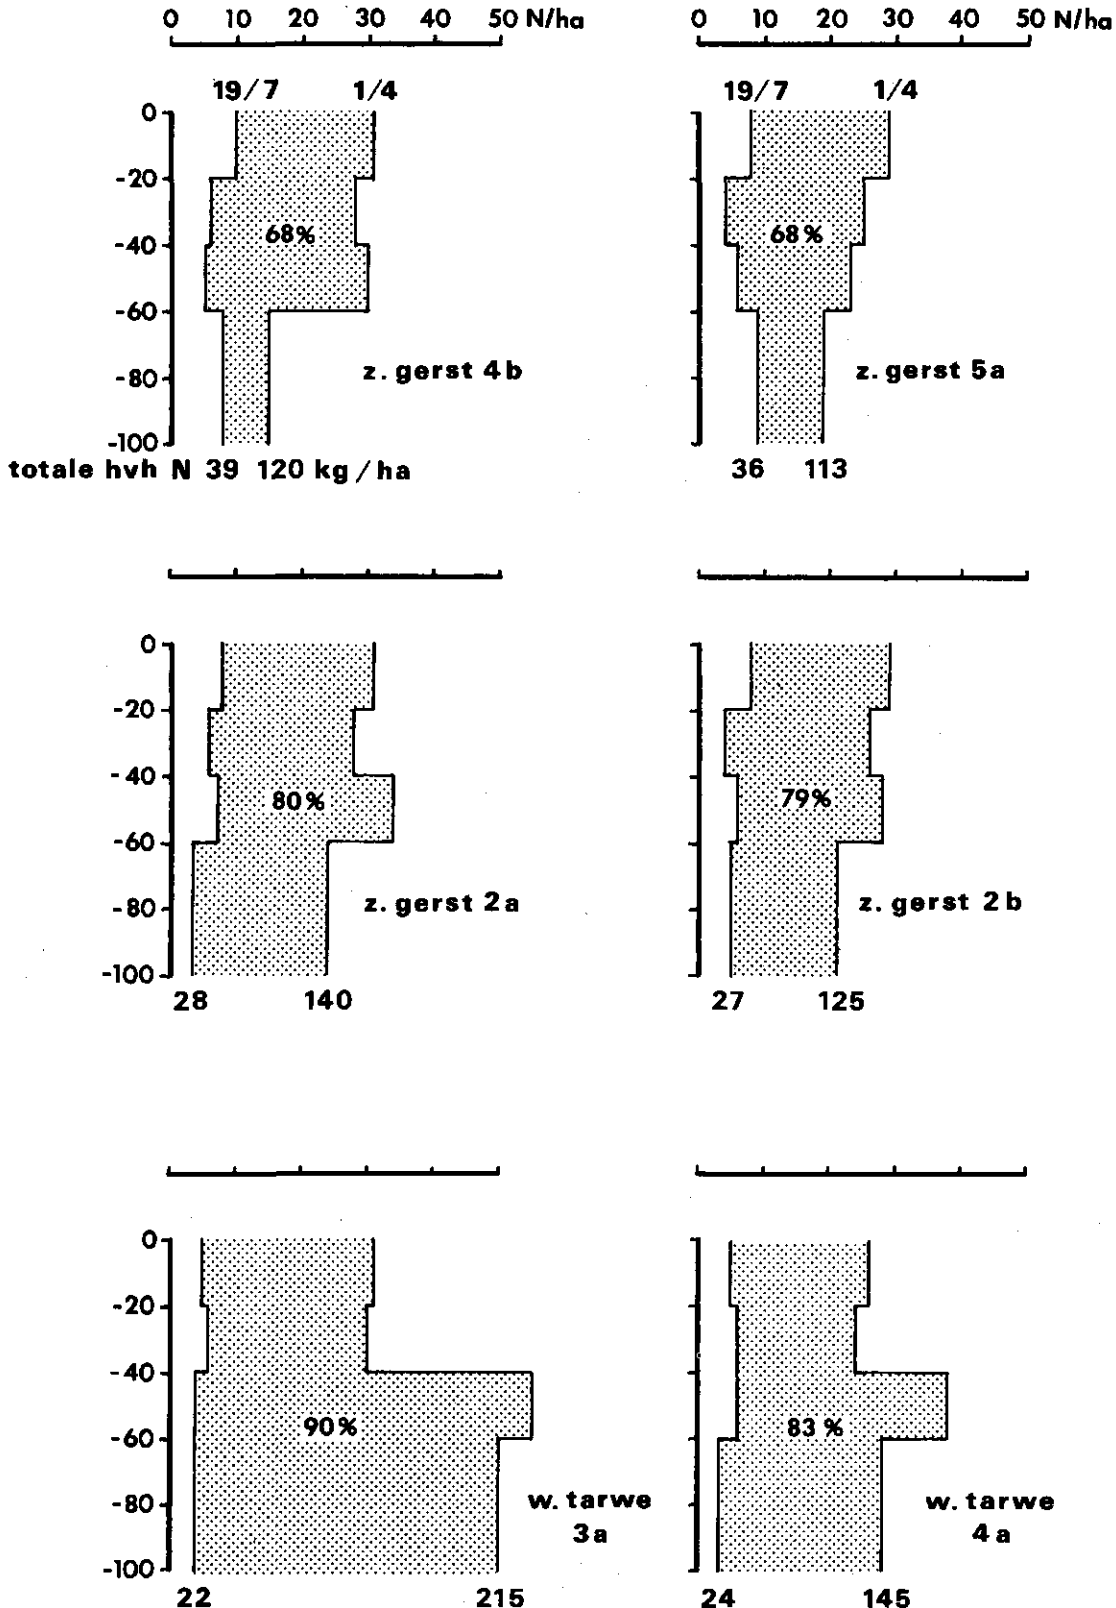 0 10 20 30 40 50 N/ha
19/7 1/4
0
-20
-40
-60
-80
-100
68%
z. gerst 4b
totale hvh N 39 120 kg/ha
0 10 20 30 40 50 N/ha
19/7 1/4
68%
z. gerst 5a
36 113
0
-20
-40
-60
-80
-100
80%
z. gerst 2a
28 140
79%
z. gerst 2b
27 125
0
-20
-40
-60
-80
-100
90%
w. tarwe
3a
22 215
83%
w. tarwe
4a
24 145